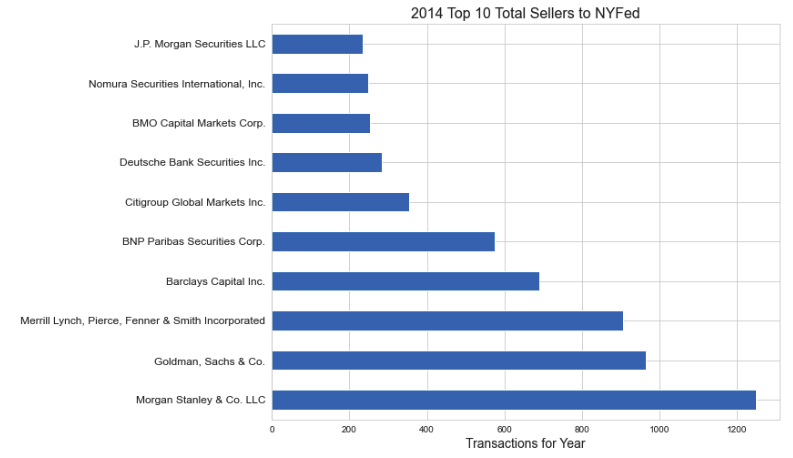 2014 Top 10 Total Sellers to NYFed
J.P. Morgan Securities LLC
Nomura Securities International, Inc.
BMO Capital Markets Corp.
Deutsche Bank Securities Inc.
Citigroup Global Markets Inc.
BNP Paribas Securities Corp.
Barclays Capital Inc.
Merrill Lynch, Pierce, Fenner & Smith Incorporated
Goldman, Sachs & Co.
Morgan Stanley & Co. LLC
0 200 400 600 800 1000 1200
Transactions for Year